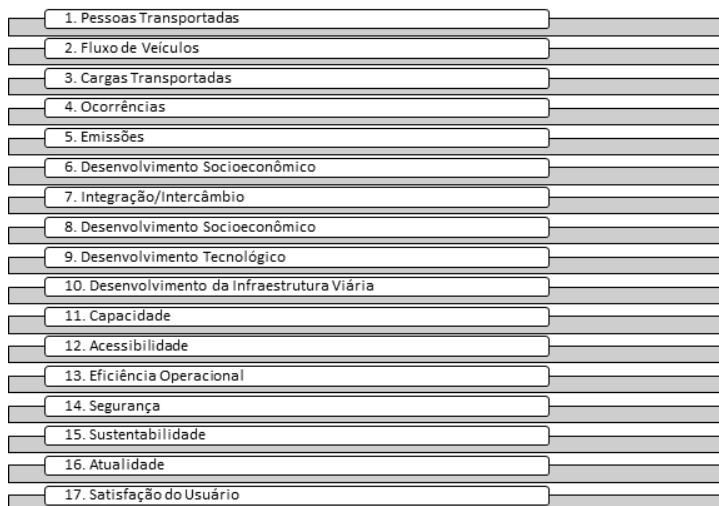 1. Pessoas Transportadas
2. Fluxo de Veículos
3. Cargas Transportadas
4. Ocorrências
5. Emissões
6. Desenvolvimento Socioeconômico
7. Integração/Intercâmbio
8. Desenvolvimento Socioeconômico
9. Desenvolvimento Tecnológico
10. Desenvolvimento da Infraestrutura Viária
11. Capacidade
12. Acessibilidade
13. Eficiência Operacional
14. Segurança
15. Sustentabilidade
16. Atualidade
17. Satisfação do Usuário